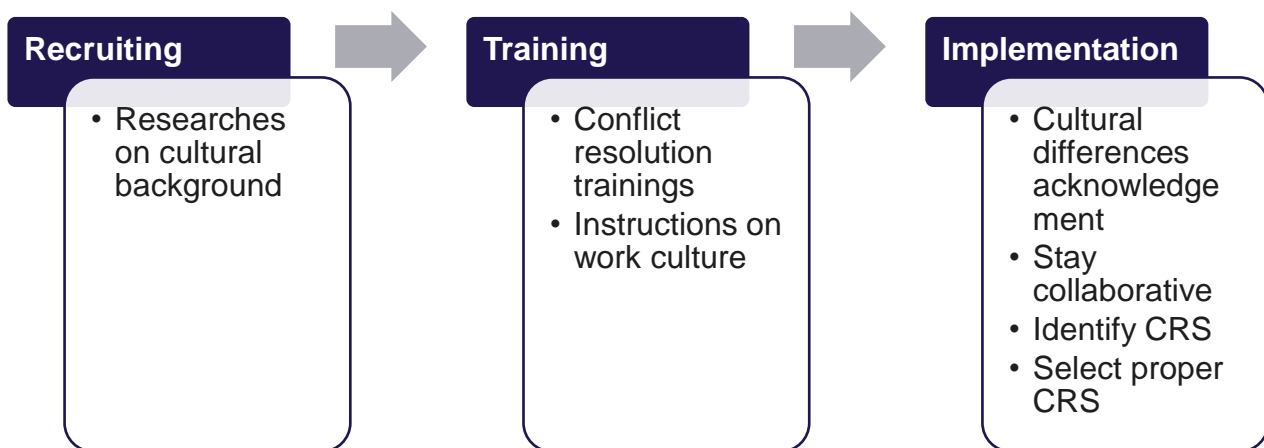 Recruiting
• Researches
on cultural
background
Training
• Conflict
resolution
trainings
• Instructions on
work culture
Implementation
• Cultural
differences
acknowledge
ment
• Stay
collaborative
• Identify CRS
• Select proper
CRS